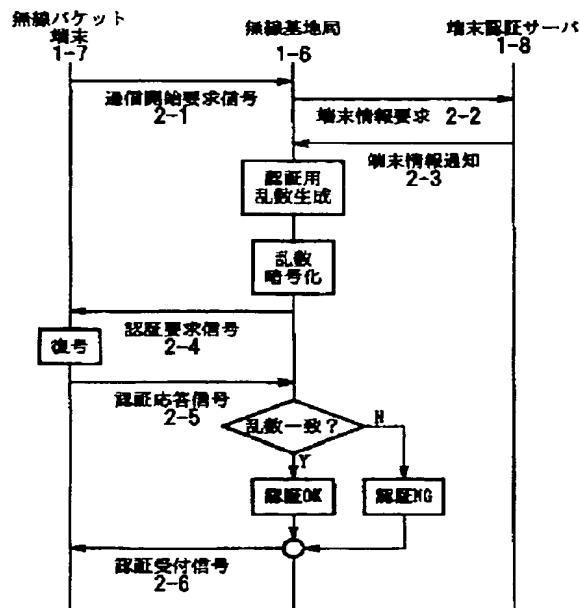 無線パケット
端末
1-7
無線基地局
1-6
端末認証サーバ
1-8
通信開始要求信号
2-1
端末情報要求 2-2
端末情報通知
2-3
認証用
乱数生成
乱数
暗号化
認証要求信号
2-4
復号
認証応答信号
2-5
乱数一致?
N
Y
認証OK
認証NG
認証受付信号
2-6